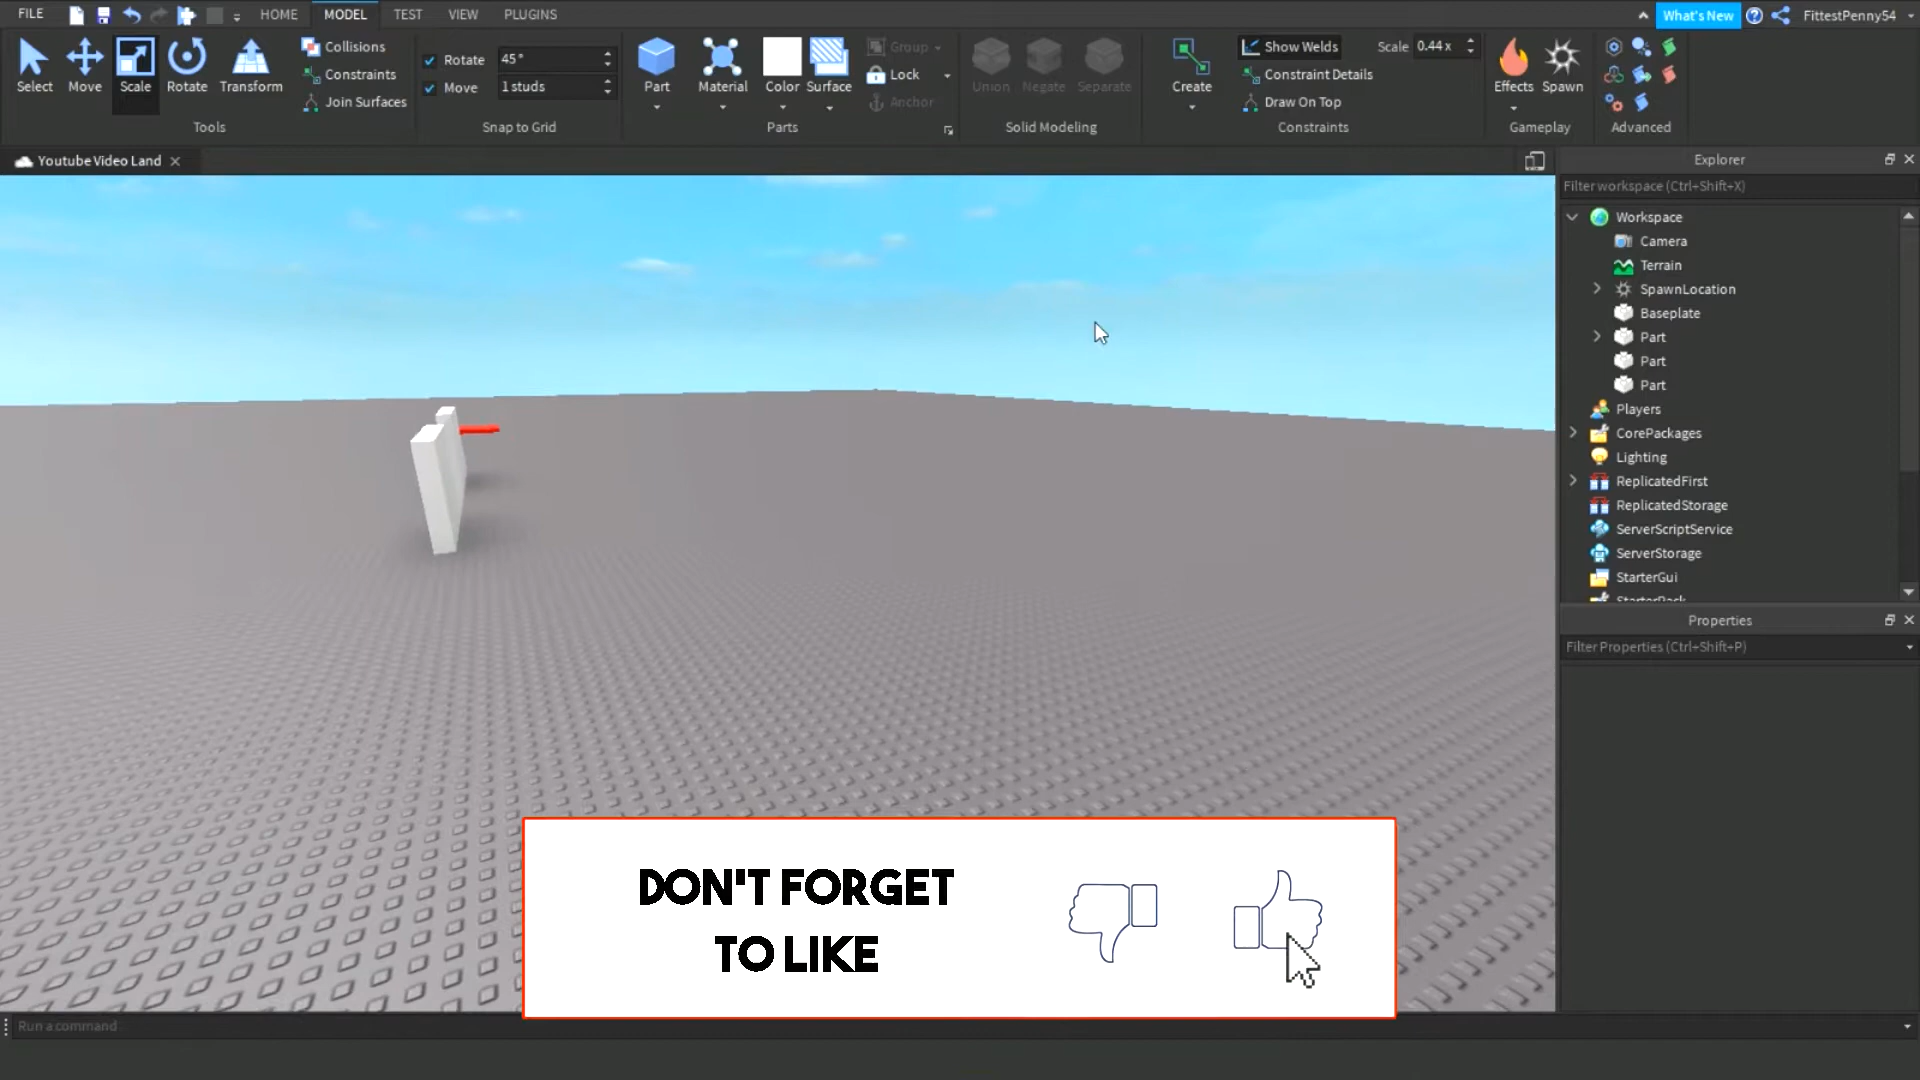 FILE HOME MODEL TEST VIEW PLUGINS What's New FittestPenny54
Select Move Scale Rotate Transform
Collisions
Constraints
Join Surfaces
Tools
Rotate 45°
Move 1 studs
Snap to Grid
Part Material Color Surface
Group
Lock
Anchor
Parts
Union Negate Separate
Solid Modeling
Create
Show Welds Scale 0.44 x
Constraint Details
Draw On Top
Constraints
Effects Spawn
Gameplay
Advanced
Youtube Video Land
Explorer
Filter workspace (Ctrl+Shift+X)
Workspace
Camera
Terrain
SpawnLocation
Baseplate
Part
Part
Part
Players
CorePackages
Lighting
ReplicatedFirst
ReplicatedStorage
ServerScriptService
ServerStorage
StarterGui
StarterPack
Properties
Filter Properties (Ctrl+Shift+P)
DON'T FORGET
TO LIKE
Run a command